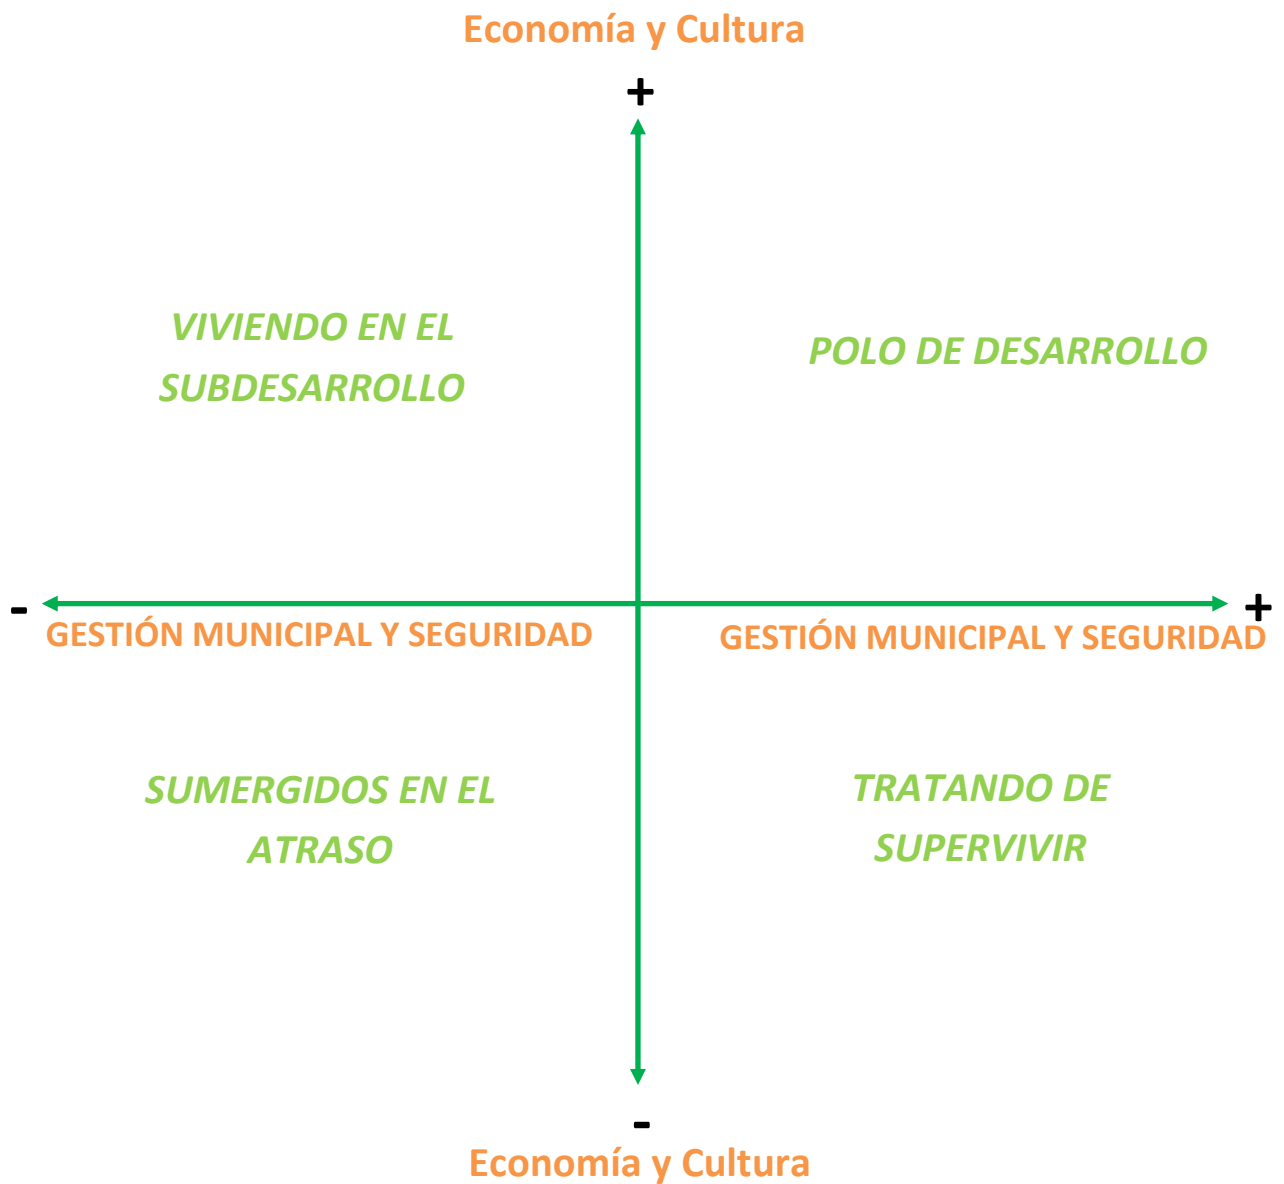 Economía y Cultura
+
VIVIENDO EN EL
SUBDESARROLLO
POLO DE DESARROLLO
-
+
GESTIÓN MUNICIPAL Y SEGURIDAD
GESTIÓN MUNICIPAL Y SEGURIDAD
SUMERGIDOS EN EL
ATRASO
TRATANDO DE
SUPERVIVIR
-
Economía y Cultura